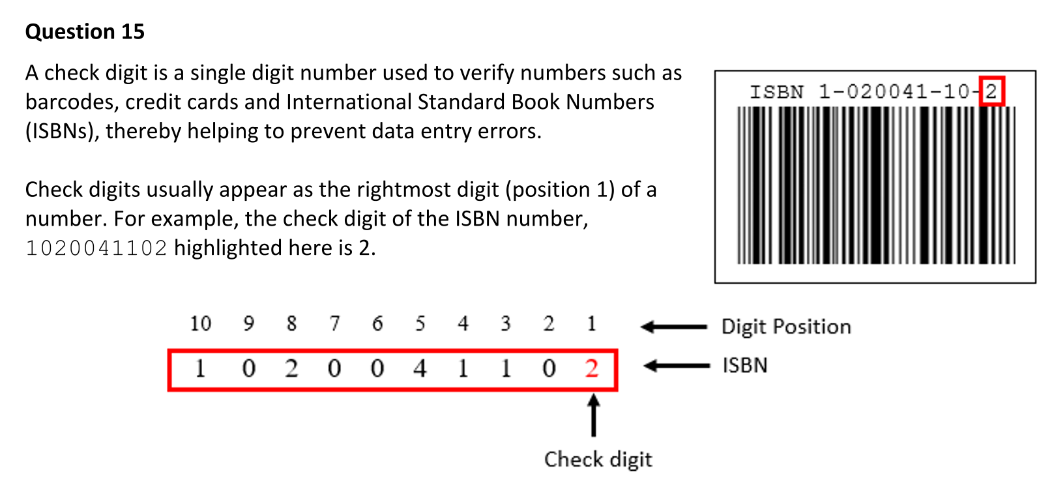 Question 15
A check digit is a single digit number used to verify numbers such as
barcodes, credit cards and International Standard Book Numbers
(ISBNs), thereby helping to prevent data entry errors.
ISBN 1-020041-10-2
Check digits usually appear as the rightmost digit (position 1) of a
number. For example, the check digit of the ISBN number,
1020041102 highlighted here is 2.
10 9 8 7 6 5 4 3 2 1 Digit Position
1 0 2 0 0 4 1 1 0 2 ISBN
Check digit